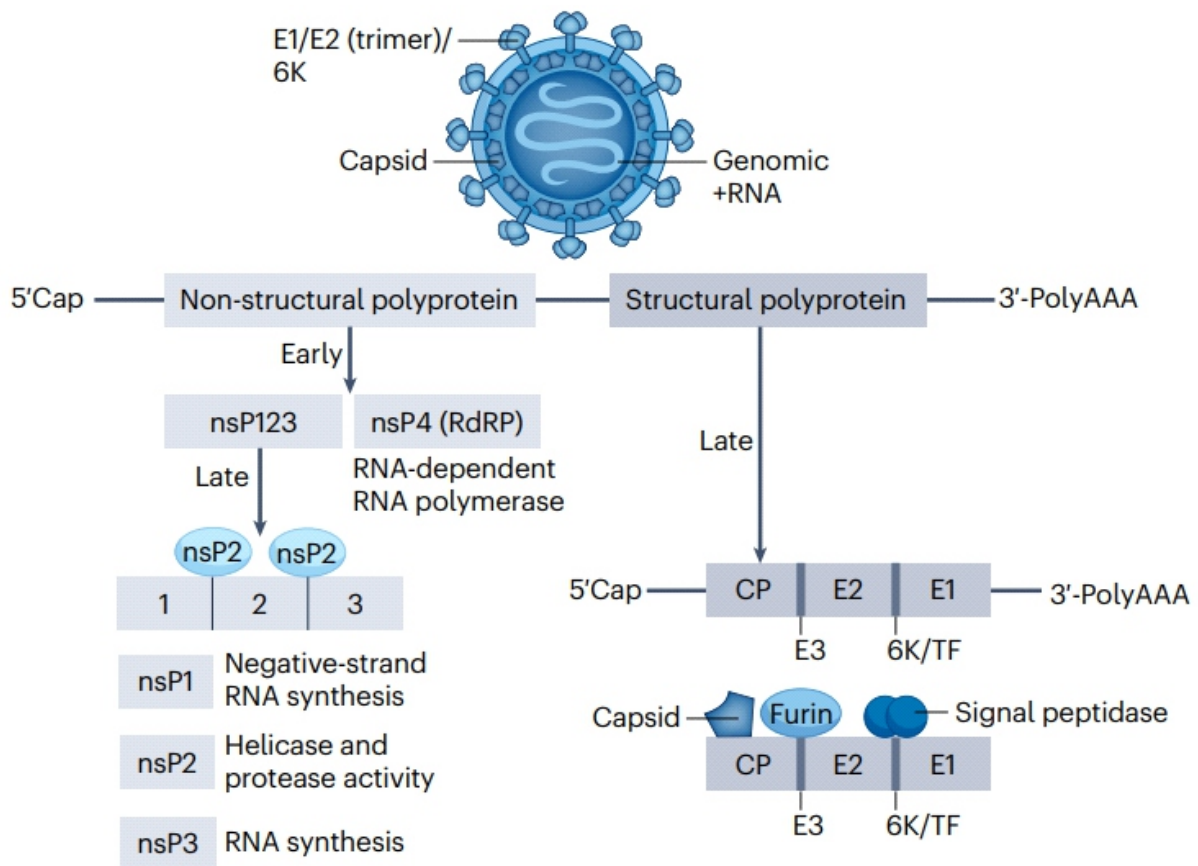 E1/E2 (trimer)/
6K
Capsid
Genomic
+RNA
5′Cap
Non-structural polyprotein
Structural polyprotein
3′-PolyAAA
Early
nsP123
nsP4 (RdRP)
RNA-dependent
RNA polymerase
Late
Late
nsP2
nsP2
1
2
3
nsP1
Negative-strand
RNA synthesis
nsP2
Helicase and
protease activity
nsP3
RNA synthesis
5′Cap
CP
E2
E1
3′-PolyAAA
E3
6K/TF
Capsid
Furin
Signal peptidase
CP
E2
E1
E3
6K/TF